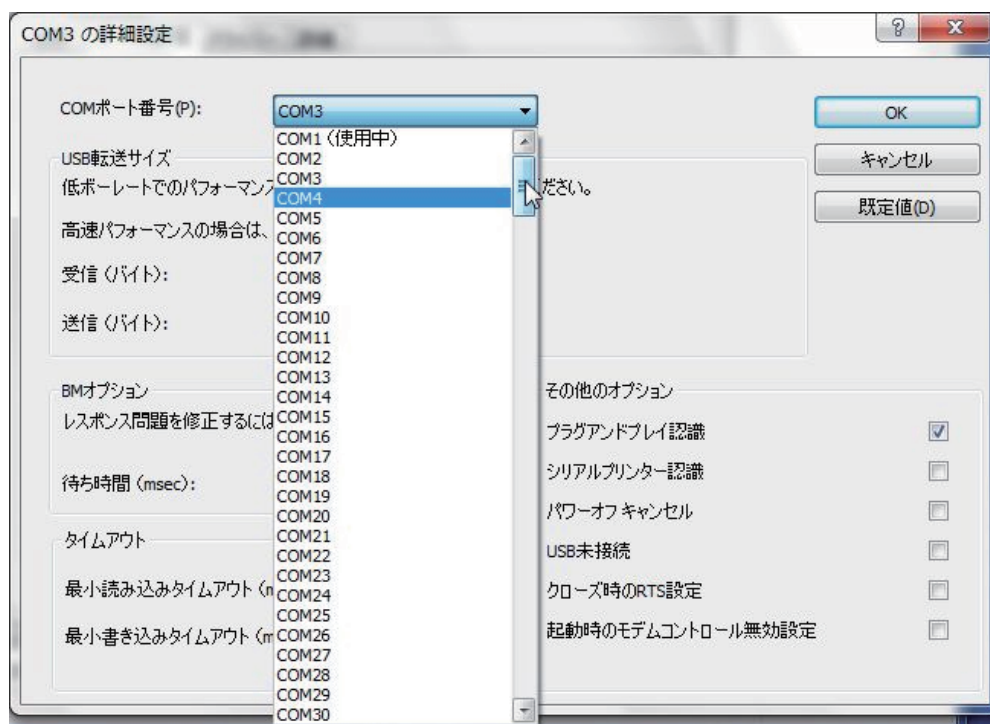 COM3 の詳細設定
COMポート番号(P):
COM3
OK
キャンセル
既定値(D)
COM1 (使用中)
COM2
COM3
COM4
COM5
COM6
COM7
COM8
COM9
COM10
COM11
COM12
COM13
COM14
COM15
COM16
COM17
COM18
COM19
COM20
COM21
COM22
COM23
COM24
COM25
COM26
COM27
COM28
COM29
COM30
USB転送サイズ
低ボーレートでのパフォーマンス ださい。
高速パフォーマンスの場合は、
受信 (バイト):
送信 (バイト):
BMオプション
レスポンス問題を修正するには
待ち時間 (msec):
タイムアウト
最小読み込みタイムアウト (m
最小書き込みタイムアウト (m
その他のオプション
プラグアンドプレイ認識
シリアルプリンター認識
パワーオフ キャンセル
USB未接続
クローズ時のRTS設定
起動時のモデムコントロール無効設定